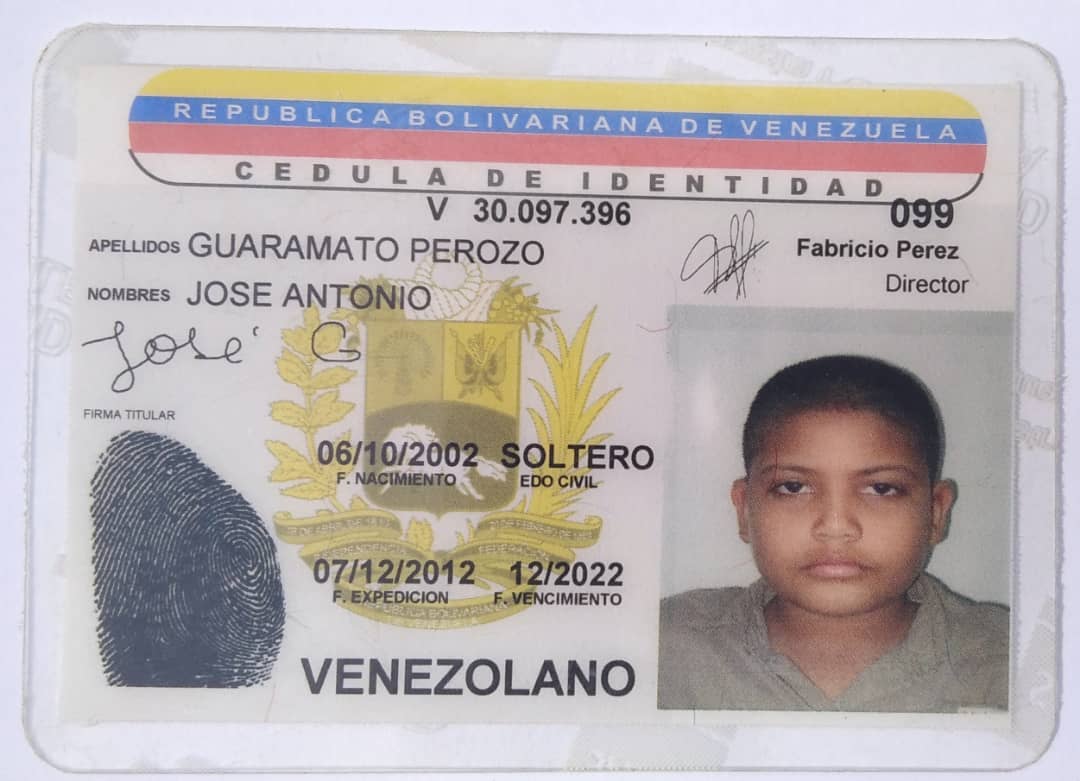 REPUBLICA BOLIVARIANA DE VENEZUELA
CEDULA DE IDENTIDAD
V 30.097.396
099
APELLIDOS GUARAMATO PEROZO
Fabricio Perez
Director
NOMBRES JOSE ANTONIO
José G
FIRMA TITULAR
06/10/2002 SOLTERO
F. NACIMIENTO EDO CIVIL
07/12/2012 12/2022
F. EXPEDICION F. VENCIMIENTO
VENEZOLANO